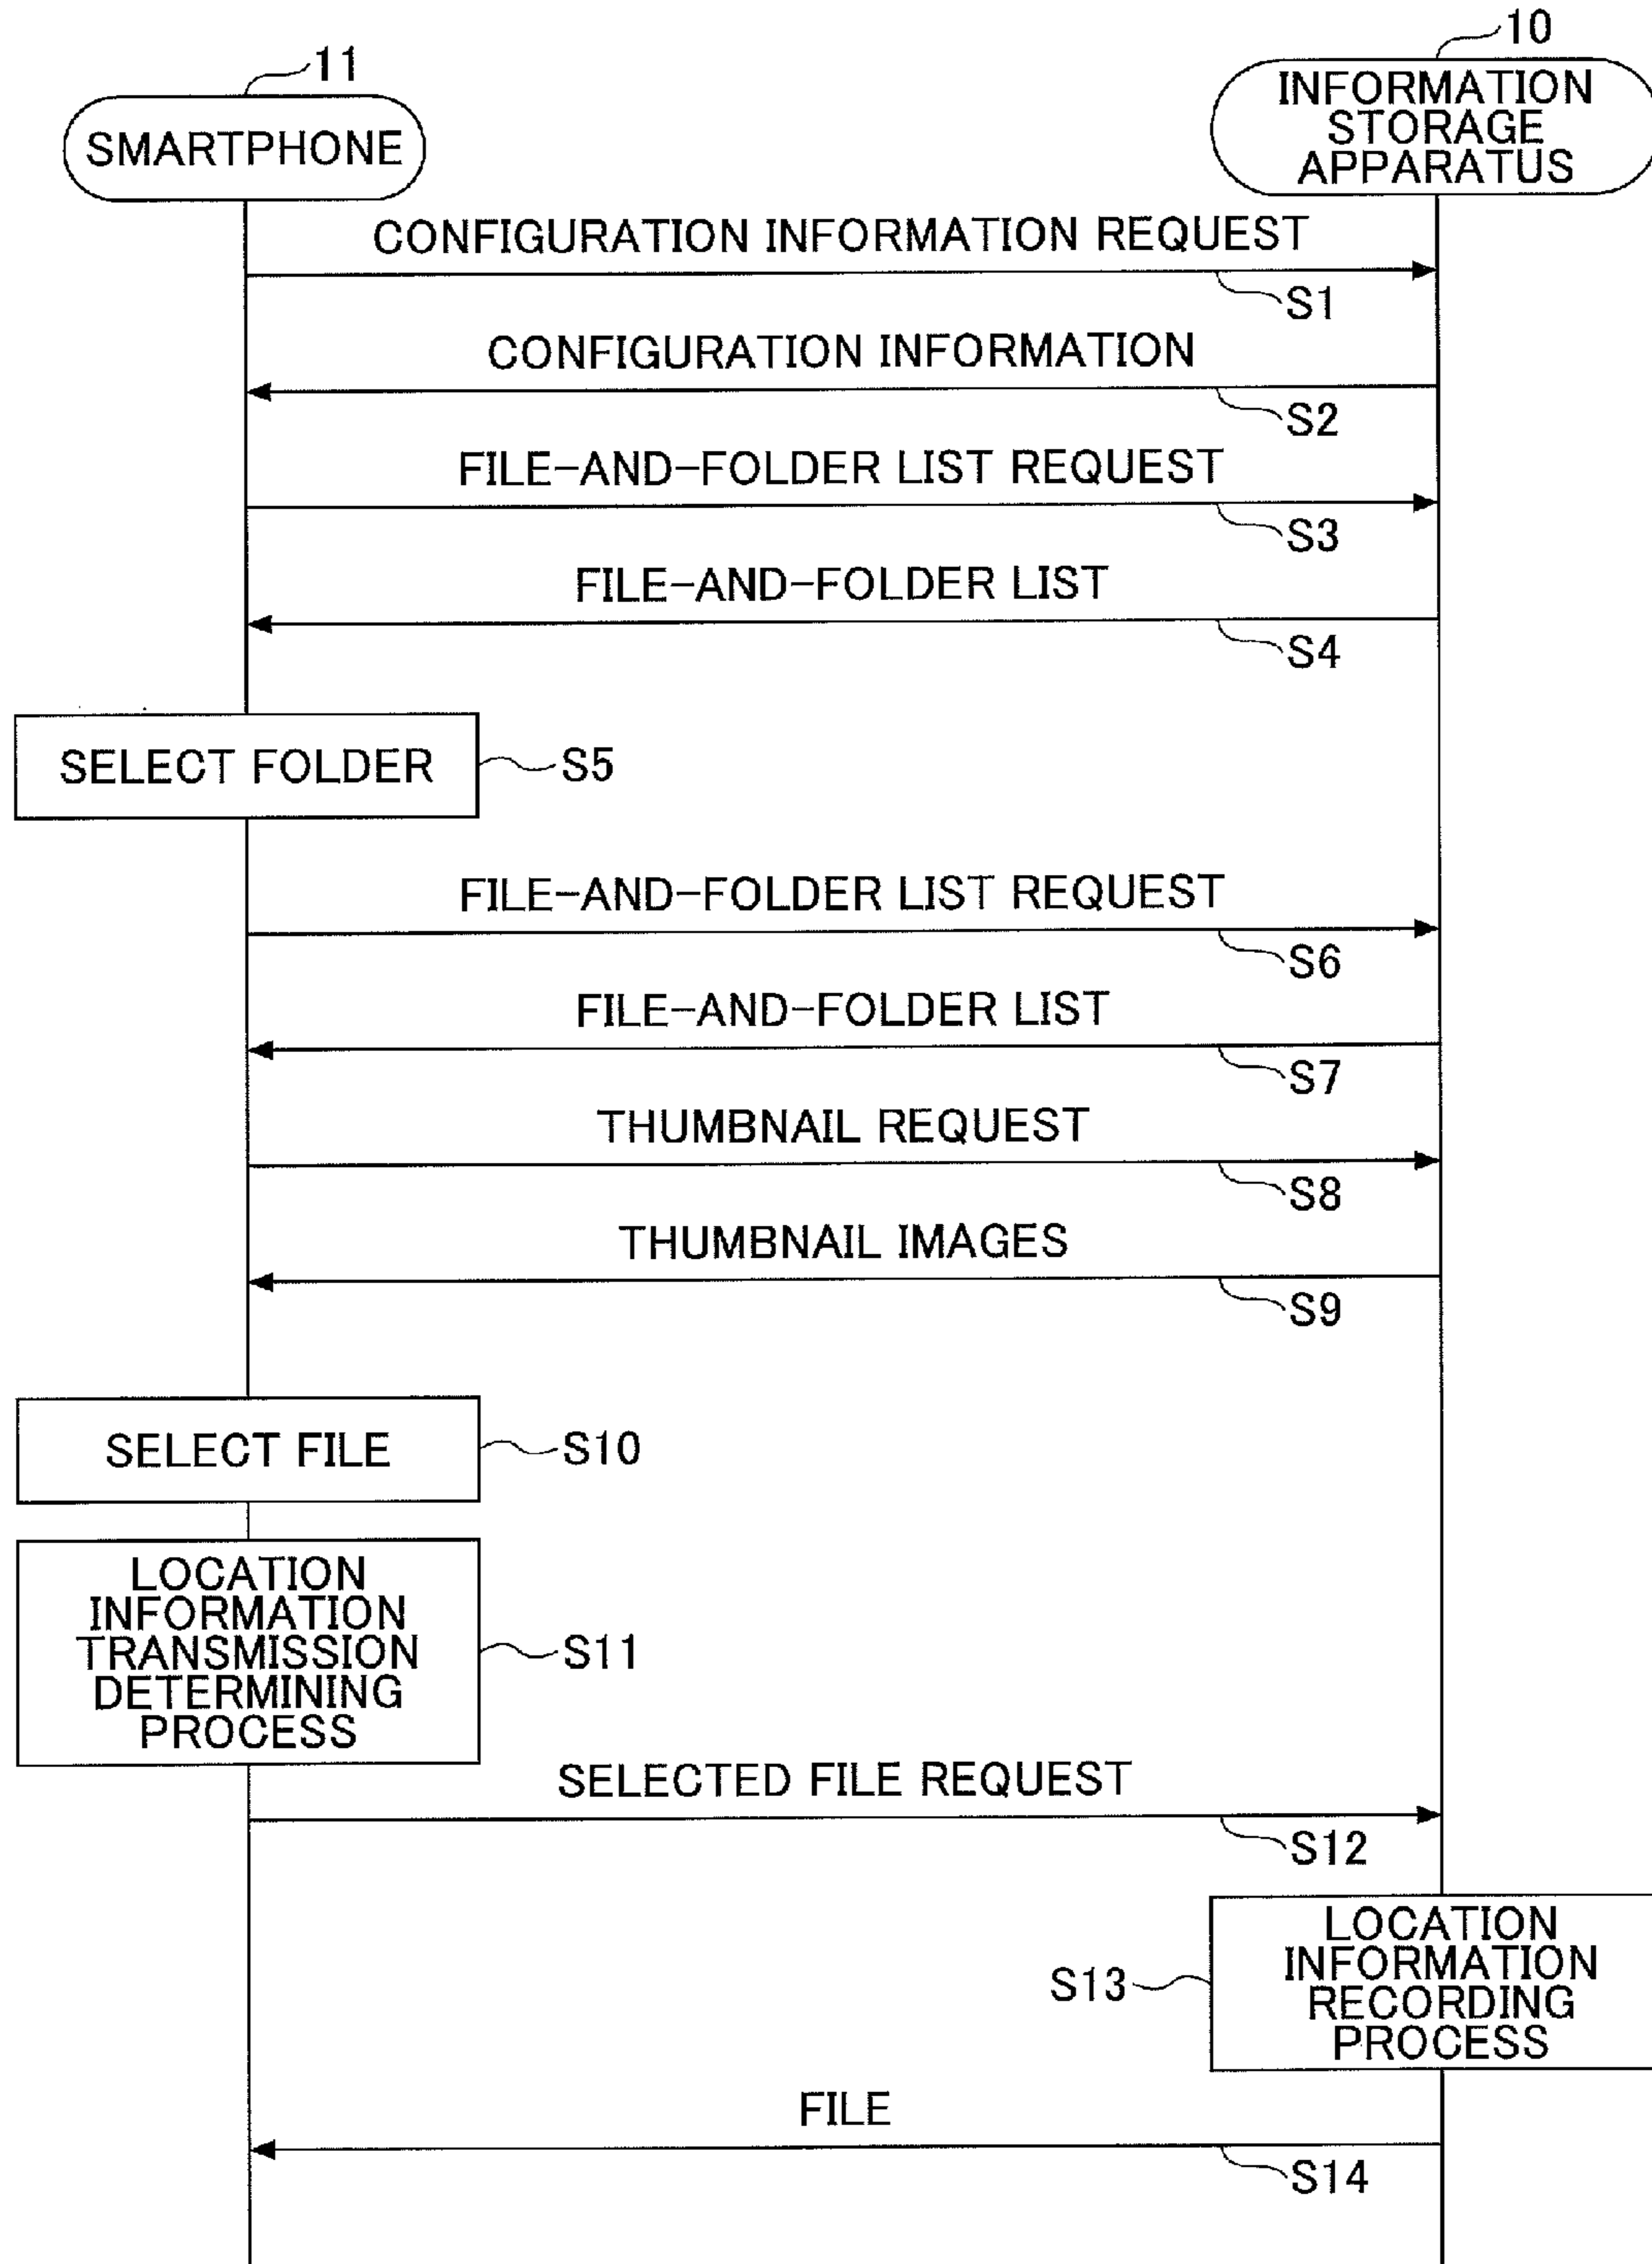 11
SMARTPHONE
10
INFORMATION
STORAGE
APPARATUS
CONFIGURATION INFORMATION REQUEST
S1
CONFIGURATION INFORMATION
S2
FILE-AND-FOLDER LIST REQUEST
S3
FILE-AND-FOLDER LIST
S4
SELECT FOLDER
S5
FILE-AND-FOLDER LIST REQUEST
S6
FILE-AND-FOLDER LIST
S7
THUMBNAIL REQUEST
S8
THUMBNAIL IMAGES
S9
SELECT FILE
S10
LOCATION
INFORMATION
TRANSMISSION
DETERMINING
PROCESS
S11
SELECTED FILE REQUEST
S12
S13
LOCATION
INFORMATION
RECORDING
PROCESS
FILE
S14